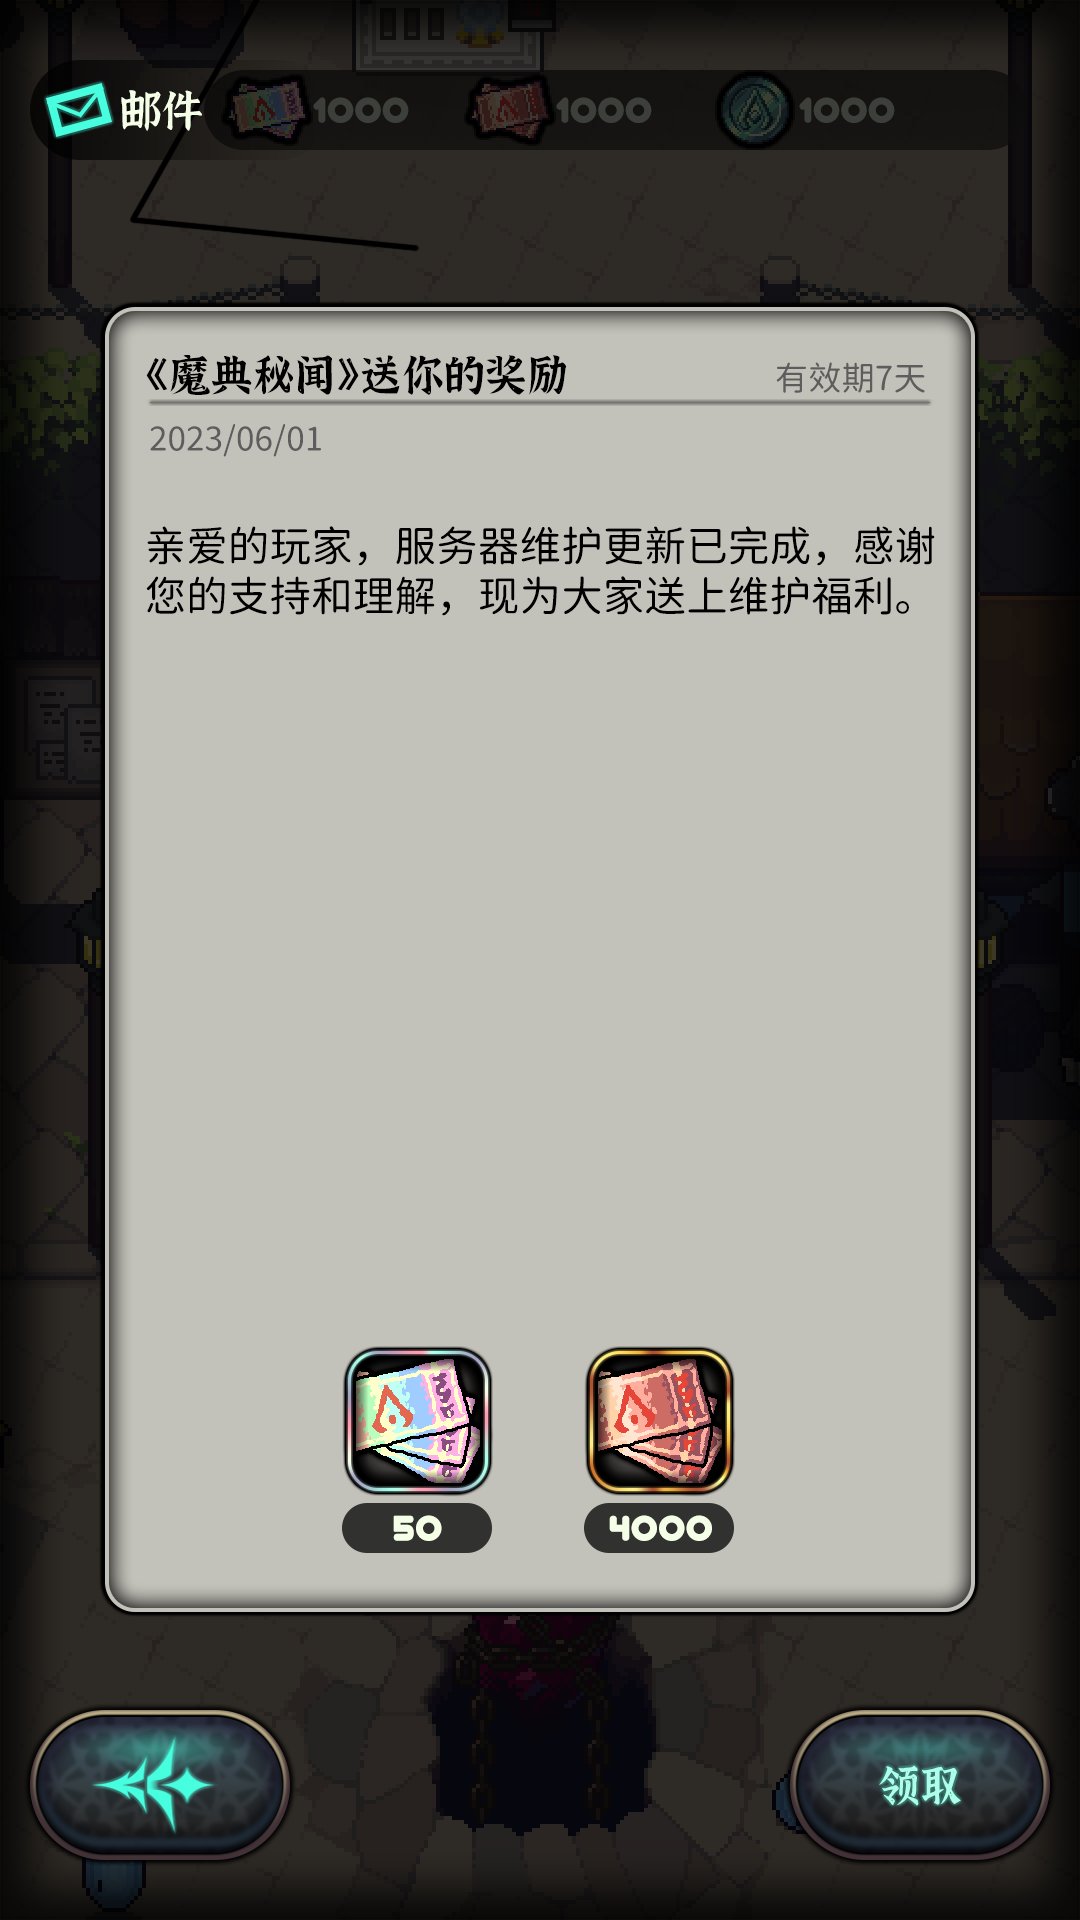 邮件
1000
1000
1000
《魔典秘闻》送你的奖励
有效期7天
2023/06/01
亲爱的玩家，服务器维护更新已完成，感谢
您的支持和理解，现为大家送上维护福利。
50
4000
领取